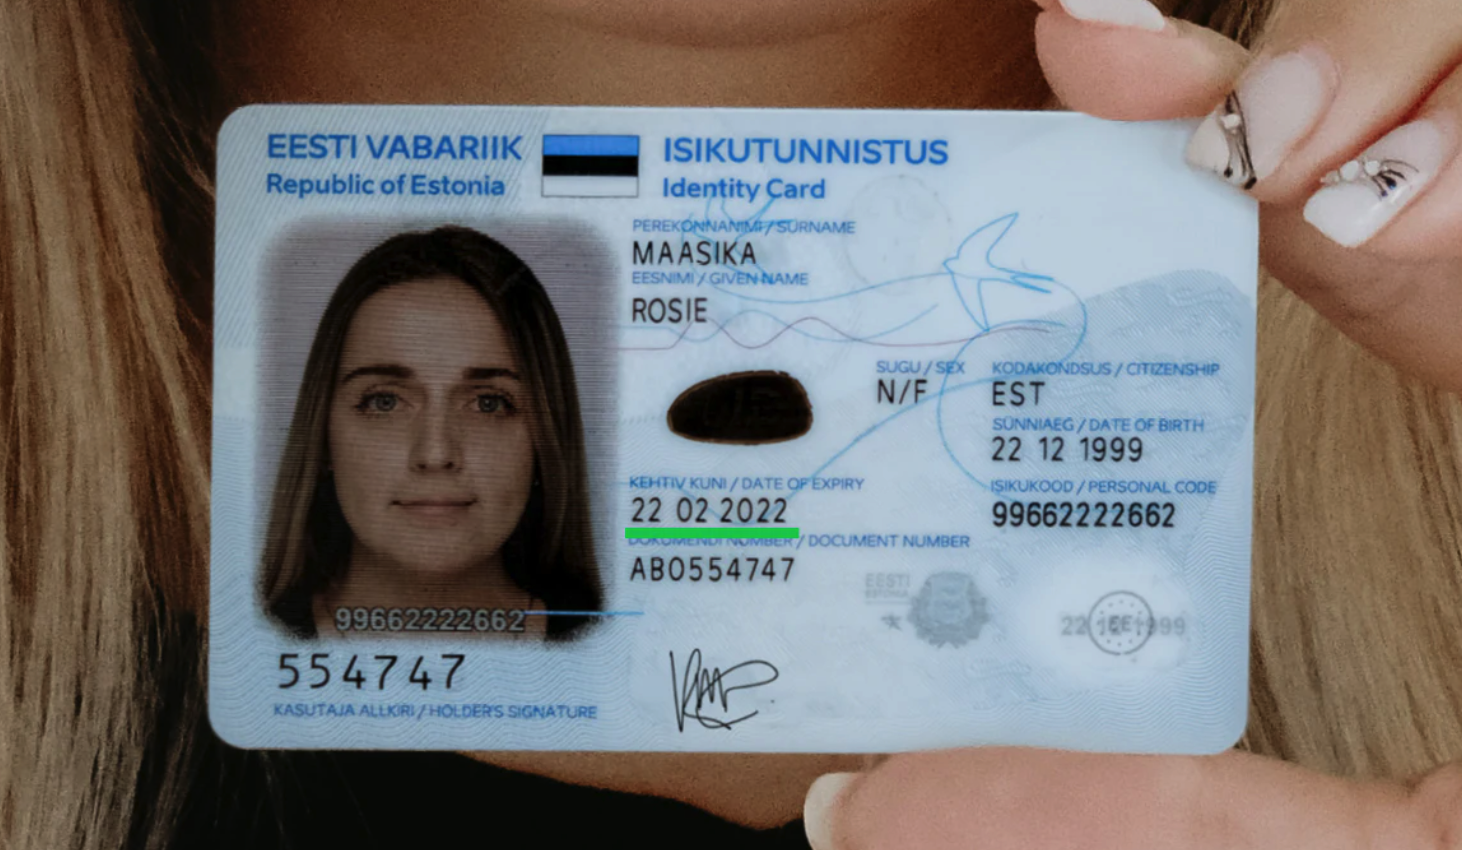 EESTI VABARIIK
Republic of Estonia
ISIKUTUNNISTUS
Identity Card
PEREKONNANIMI / SURNAME
MAASIKA
EESNIMI / GIVEN NAME
ROSIE
SUGU / SEX
N/F
KODAKONDSUS / CITIZENSHIP
EST
SÜNNIAEG / DATE OF BIRTH
22 12 1999
KEHTIV KUNI / DATE OF EXPIRY
22 02 2022
ISIKUKOOD / PERSONAL CODE
99662222662
DOKUMENDI NUMBER / DOCUMENT NUMBER
AB0554747
EESTI
ESTONIA
22 12 1999
EE
99662222662
554747
KASUTAJA ALLKIRI / HOLDER'S SIGNATURE